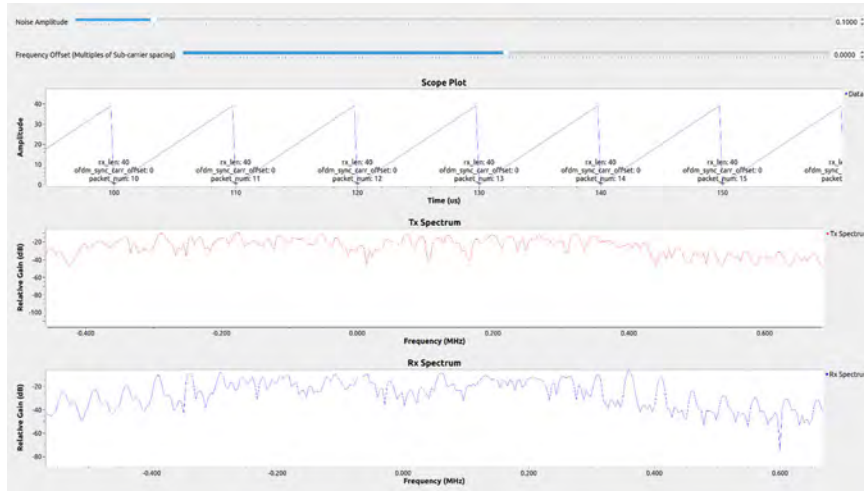 Noise Amplitude 0.1000
Frequency Offset (Multiples of Sub-carrier spacing) 0.0000
Scope Plot
Data
Amplitude
40
30
20
10
0
rx_len: 40 rx_len: 40 rx_len: 40 rx_len: 40 rx_len: 40 rx_len: 40 rx_l
ofdm_sync_carr_offset: 0 ofdm_sync_carr_offset: 0 ofdm_sync_carr_offset: 0 ofdm_sync_carr_offset: 0 ofdm_sync_carr_offset: 0 ofdm_sync_carr_offset: 0 ofdm_sync_
packet_num: 10 packet_num: 11 packet_num: 12 packet_num: 13 packet_num: 14 packet_num: 15 packet_
100 110 120 130 140 150
Time (us)
Tx Spectrum
Tx Spectru
Relative Gain (dB)
-20
-40
-60
-80
-100
-0.400 -0.200 0.000 0.200 0.400 0.600
Frequency (MHz)
Rx Spectrum
Rx Spectru
Relative Gain (dB)
-20
-40
-60
-80
-0.400 -0.200 0.000 0.200 0.400 0.600
Frequency (MHz)